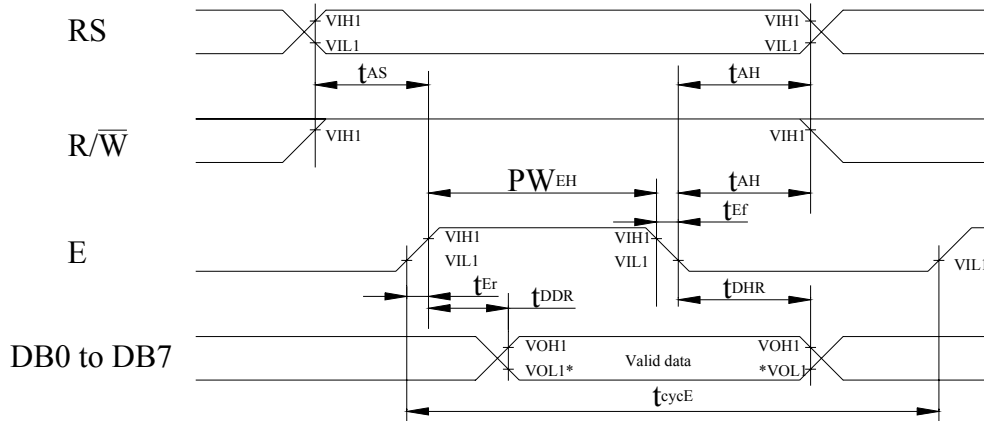 RS
VIH1
VIH1
VIL1
VIL1
tAS
tAH
R/W̅
VIH1
VIH1
PWEH
tAH
tEf
E
VIH1
VIH1
VIL1
VIL1
VIL1
tEr
tDDR
tDHR
DB0 to DB7
VOH1
Valid data
VOH1
VOL1*
*VOL1
tcycE